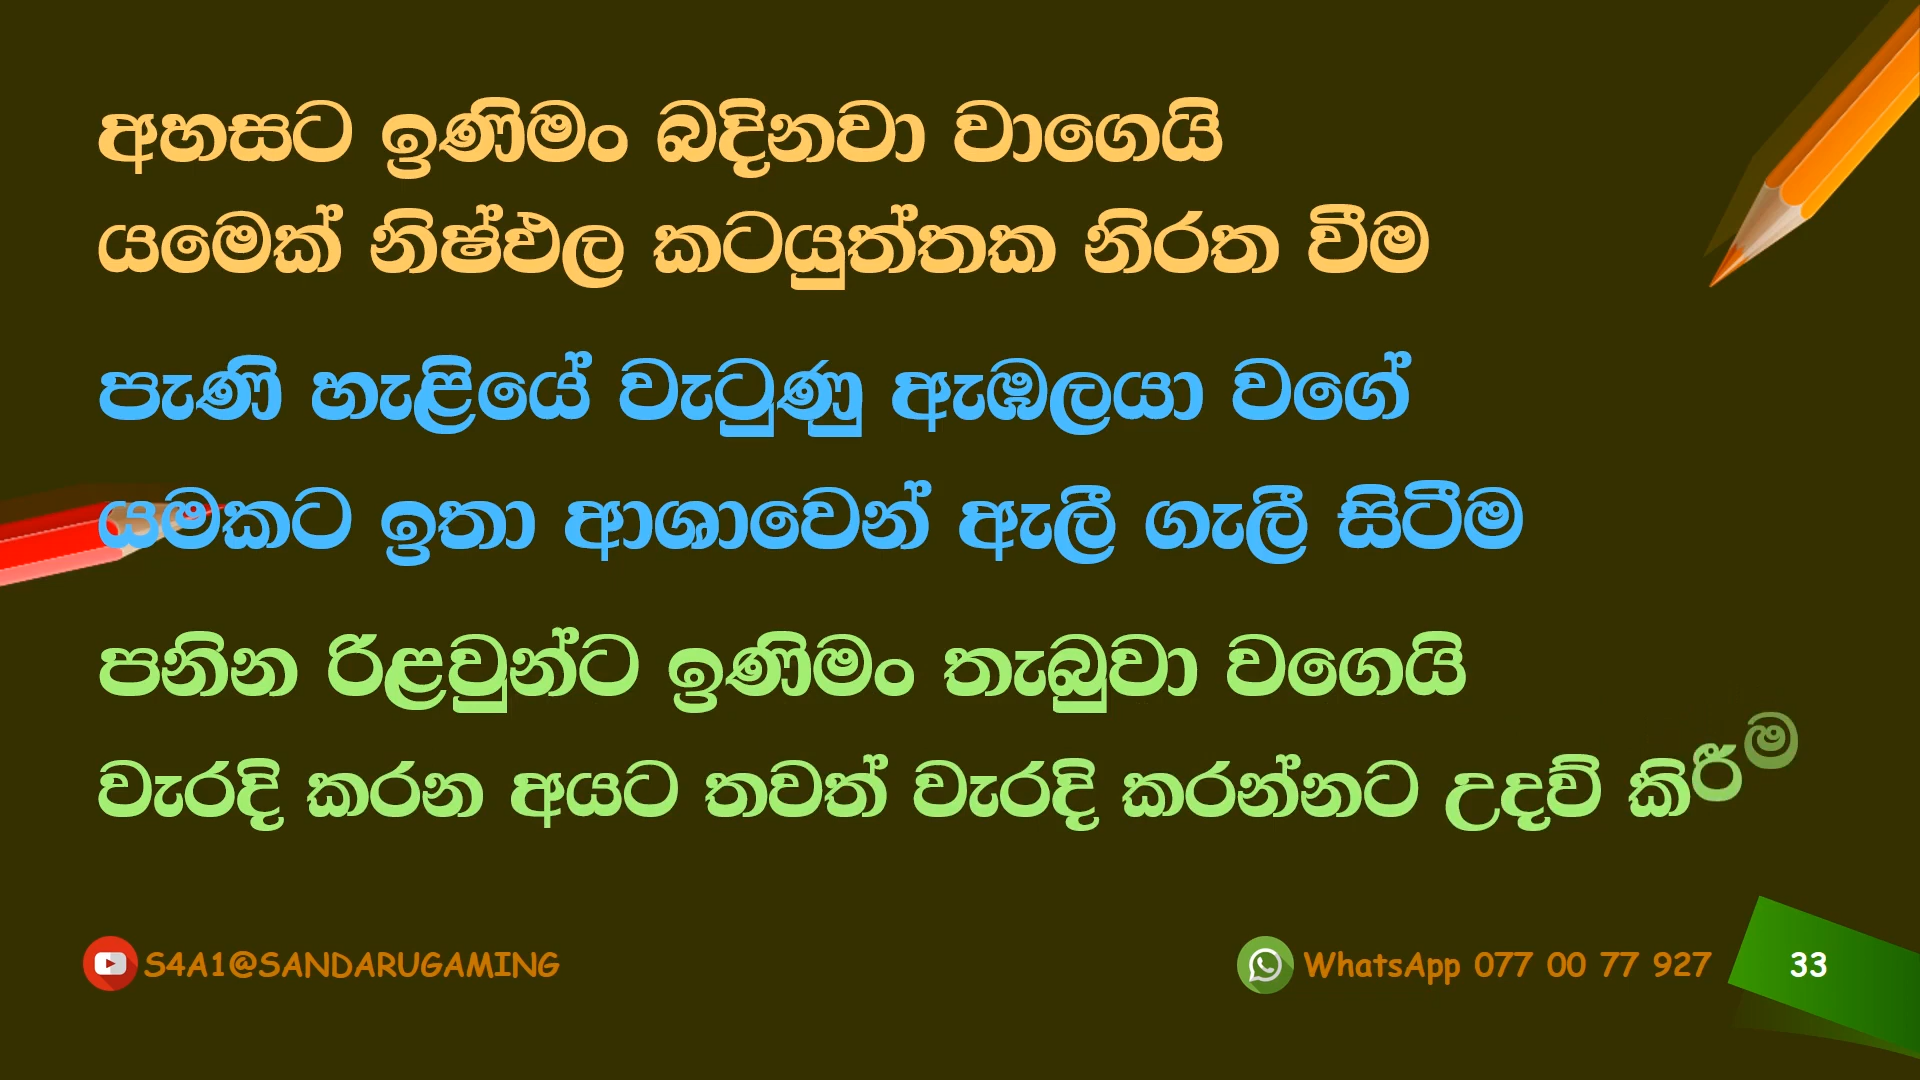 අහසට ඉණිමං බදිනවා වාගෙයි
යමෙක් නිෂ්ඵල කටයුත්තක නිරත වීම
පැණි හැළියේ වැටුණු ඇඹලයා වගේ
යමකට ඉතා ආශාවෙන් ඇලී ගැලී සිටීම
පනින රිළවුන්ට ඉණිමං තැබුවා වගෙයි
වැරදි කරන අයට තවත් වැරදි කරන්නට උදව් කිරීම
S4A1@SANDARUGAMING
WhatsApp 077 00 77 927
33